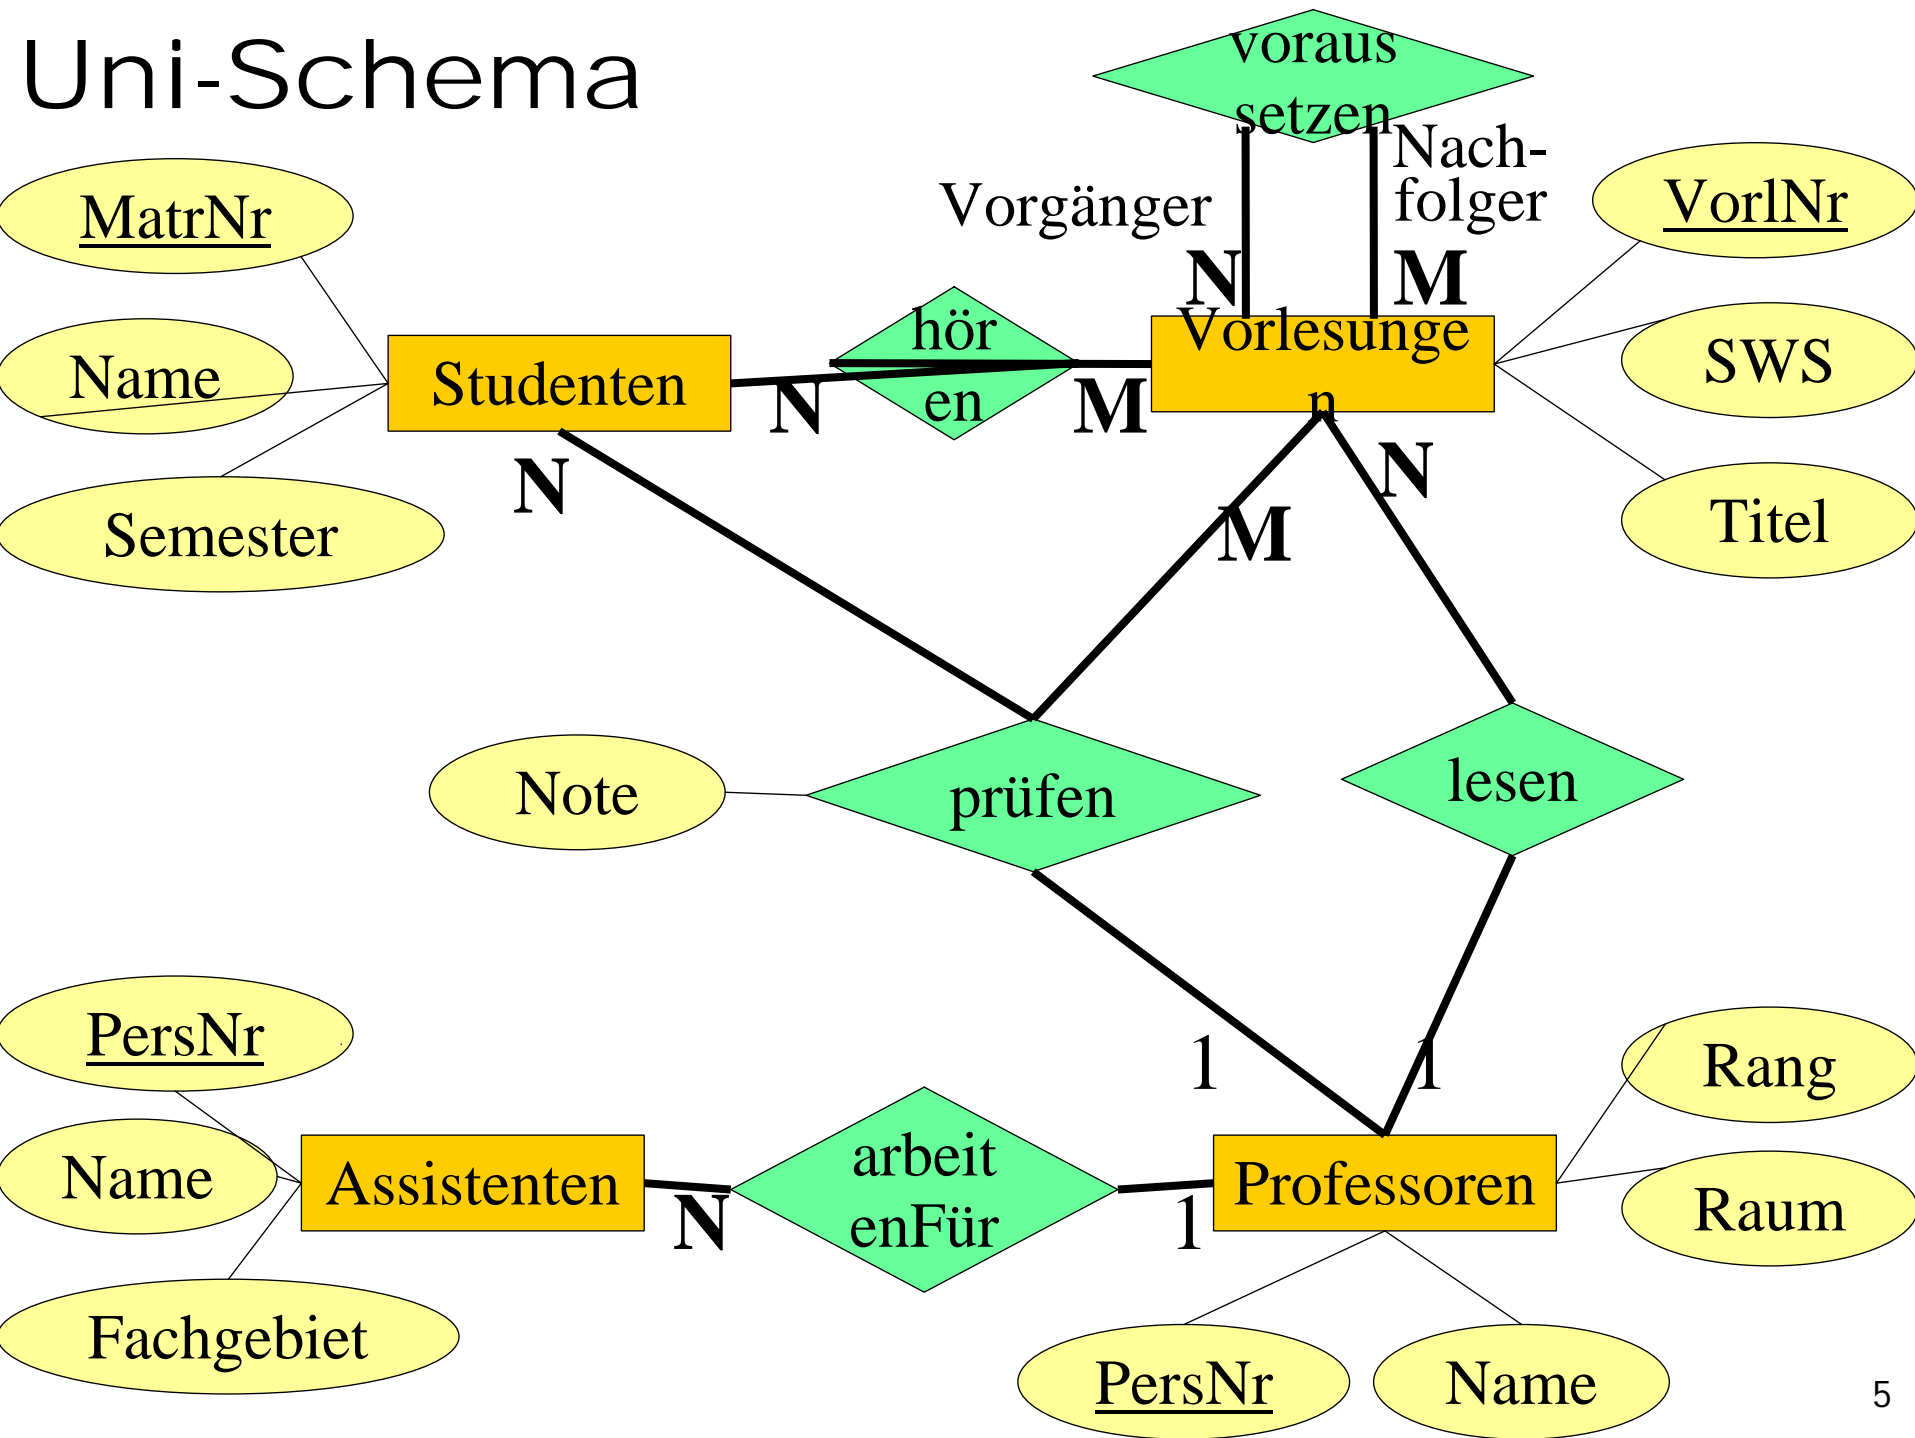 Uni-Schema
voraus
setzen
Nach-
folger
Vorgänger
MatrNr
VorlNr
N
M
Name
hör
en
Vorlesunge
n
SWS
Studenten
N
M
N
N
M
Semester
Titel
Note
prüfen
lesen
1
1
PersNr
.
Rang
Name
Assistenten
arbeit
enFür
Professoren
N
1
Raum
Fachgebiet
PersNr
Name
5